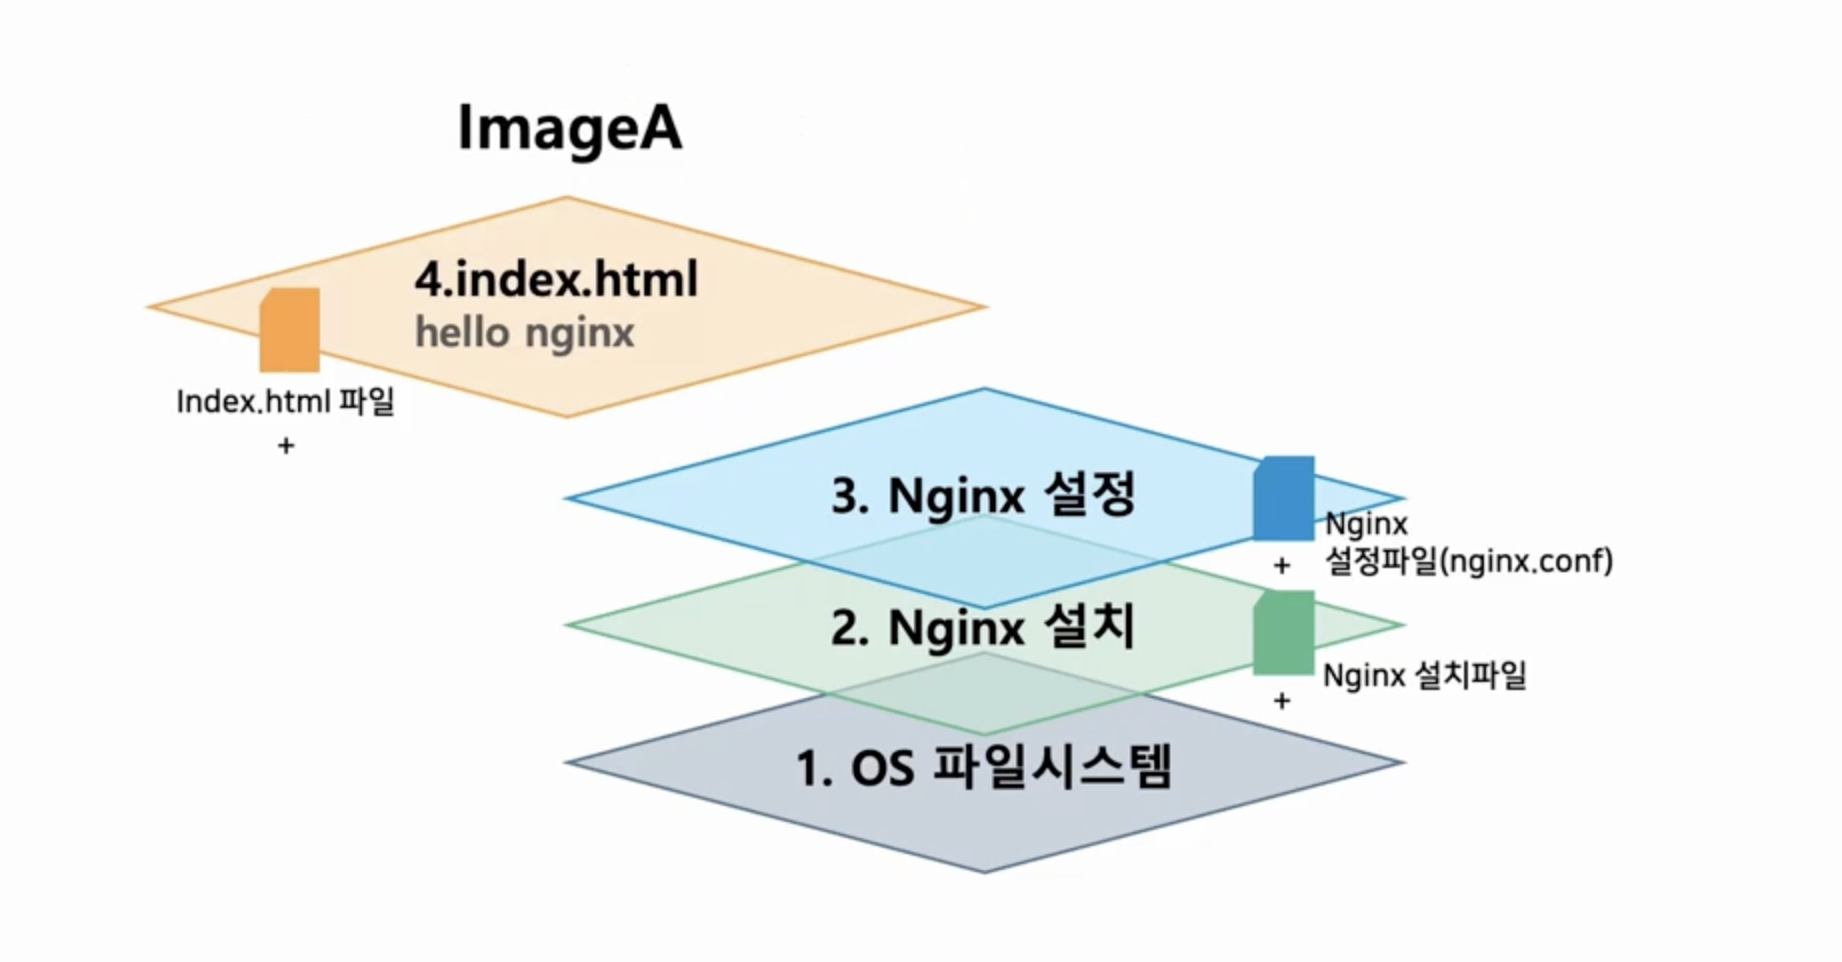 ImageA
4.index.html
hello nginx
Index.html 파일
+
3. Nginx 설정
Nginx
설정파일(nginx.conf)
+
2. Nginx 설치
Nginx 설치파일
+
1. OS 파일시스템